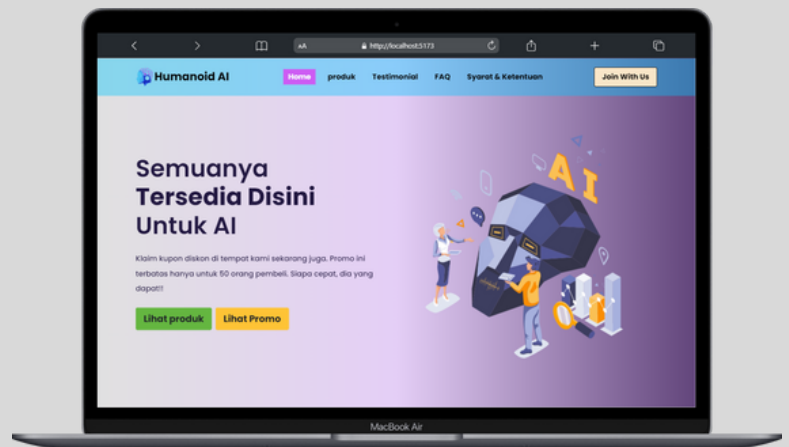 AA
http://localhost:5173
Humanoid AI
Home
produk
Testimonial
FAQ
Syarat & Ketentuan
Join With Us
Semuanya
Tersedia Disini
Untuk AI
Klaim kupon diskon di tempat kami sekarang juga. Promo ini
terbatas hanya untuk 50 orang pembeli. Siapa cepat, dia yang
dapat!!
Lihat produk
Lihat Promo
AI
MacBook Air